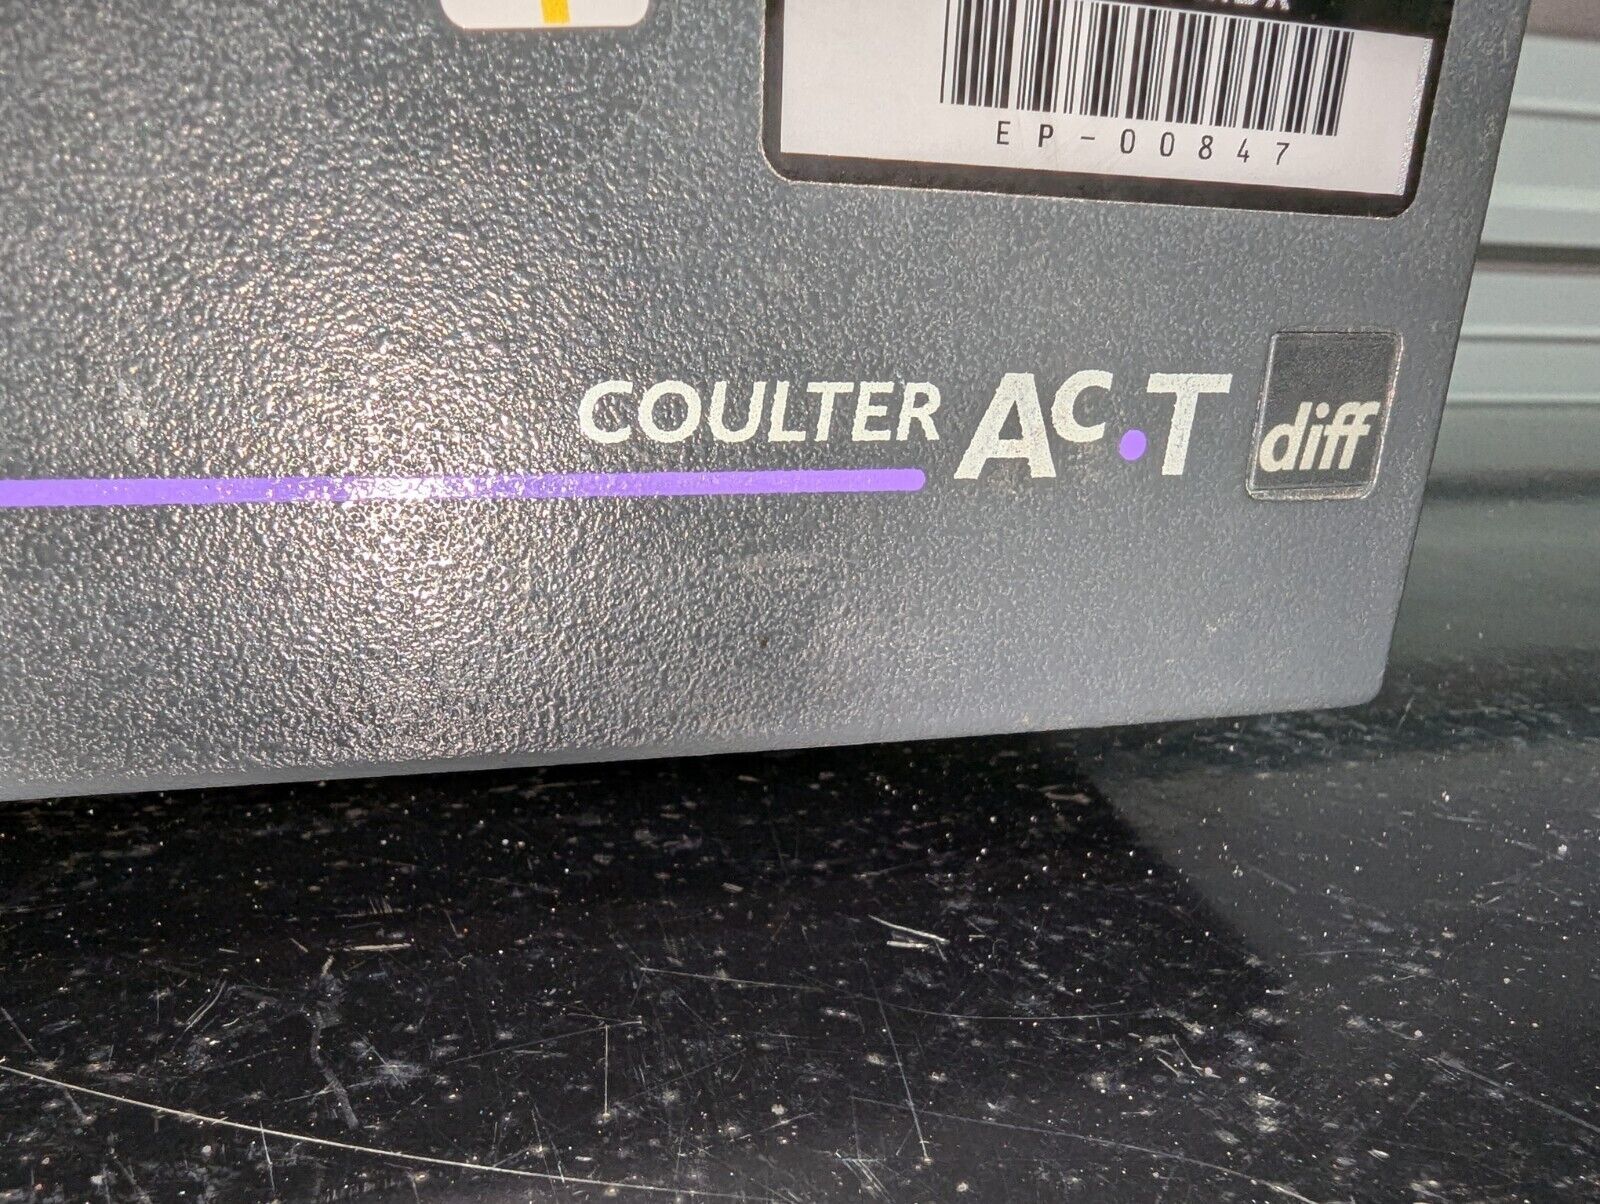 EP-00847
COULTER AC·T diff